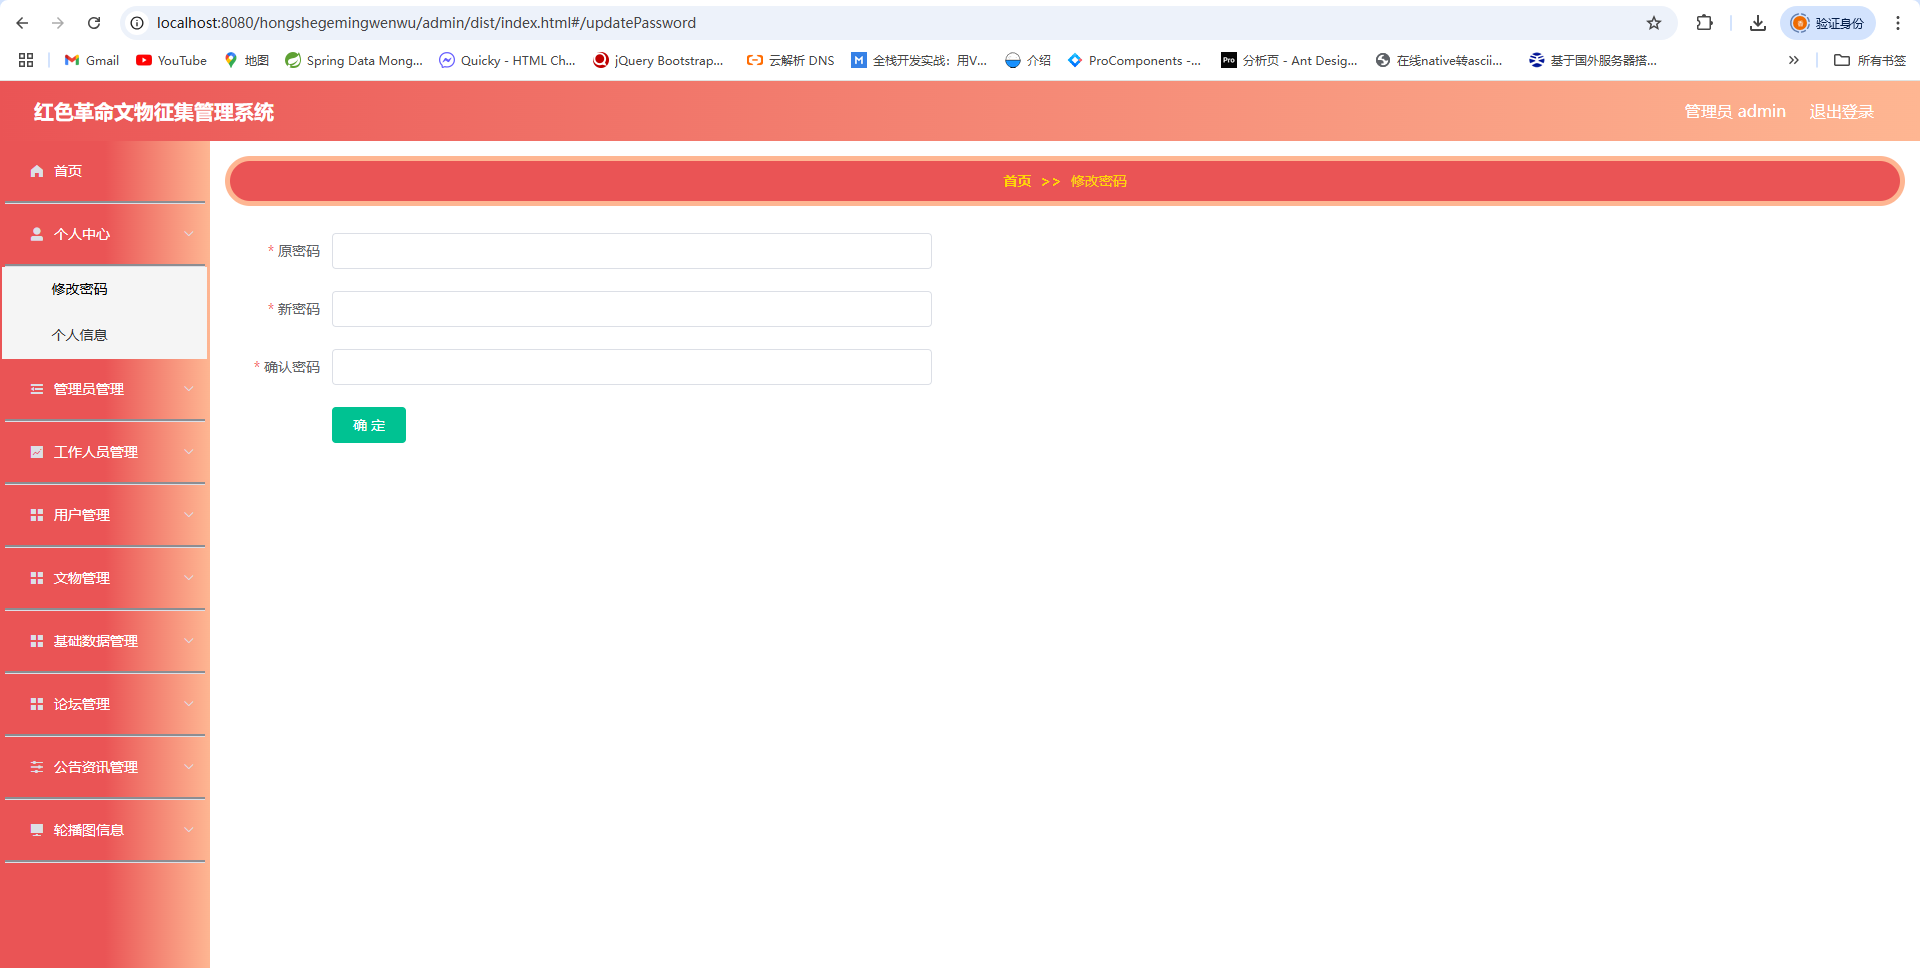 localhost:8080/hongshegemingwenwu/admin/dist/index.html#/updatePassword
验证身份
Gmail
YouTube
地图
Spring Data Mong...
Quicky - HTML Ch...
jQuery Bootstrap...
云解析 DNS
全栈开发实战：用V...
介绍
ProComponents -...
分析页 - Ant Desig...
在线native转ascii...
基于国外服务器搭...
所有书签
红色革命文物征集管理系统
管理员 admin
退出登录
首页
个人中心
修改密码
个人信息
管理员管理
工作人员管理
用户管理
文物管理
基础数据管理
论坛管理
公告资讯管理
轮播图信息
首页 >> 修改密码
* 原密码
* 新密码
* 确认密码
确 定